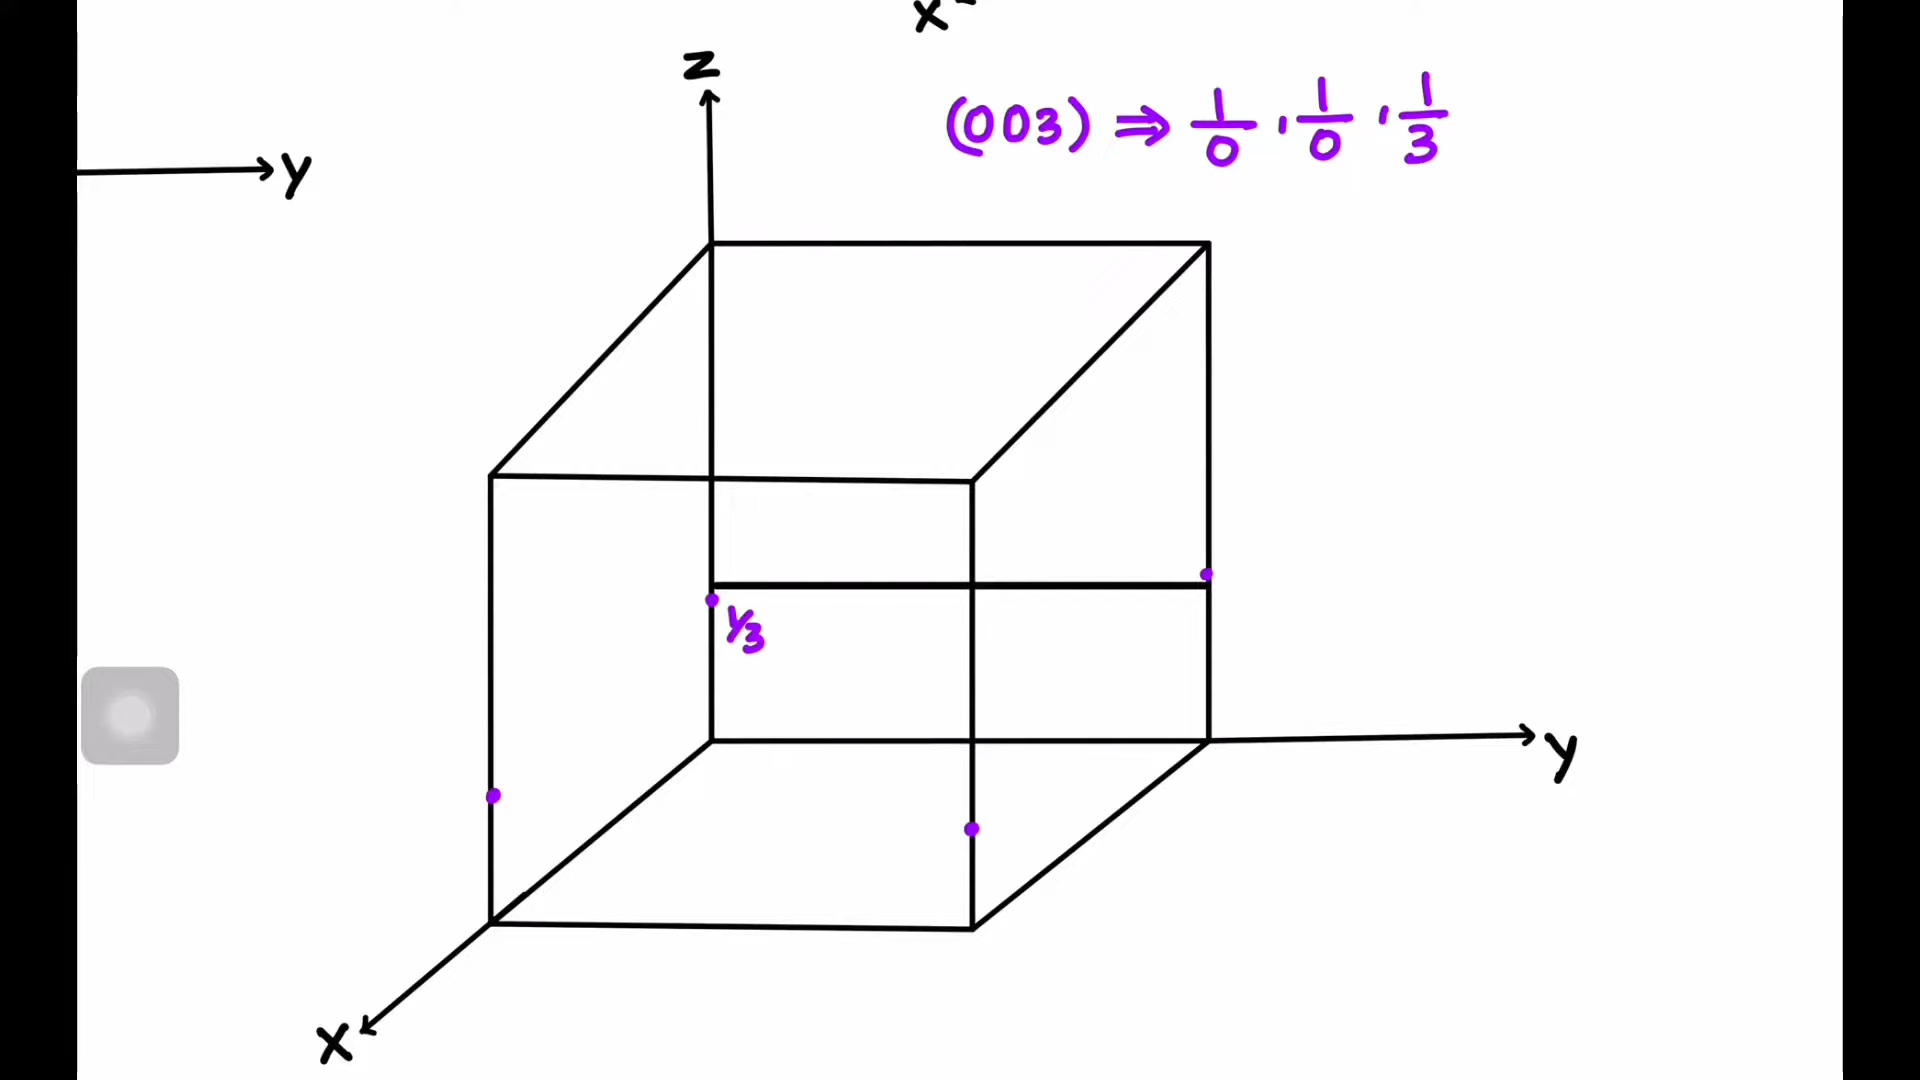 x
z
(003) ⇒ 1/0 , 1/0 , 1/3
y
1/3
y
x